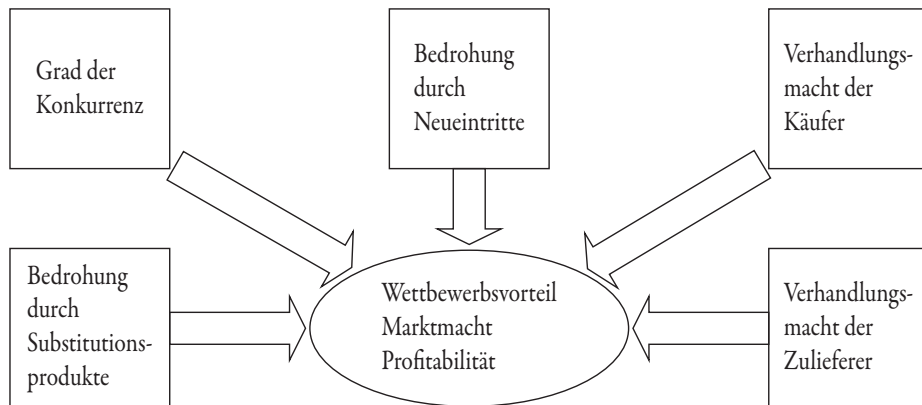 Grad der
Konkurrenz
Bedrohung
durch
Neueintritte
Verhandlungs-
macht der
Käufer
Bedrohung
durch
Substitutions-
produkte
Wettbewerbsvorteil
Marktmacht
Profitabilität
Verhandlungs-
macht der
Zulieferer